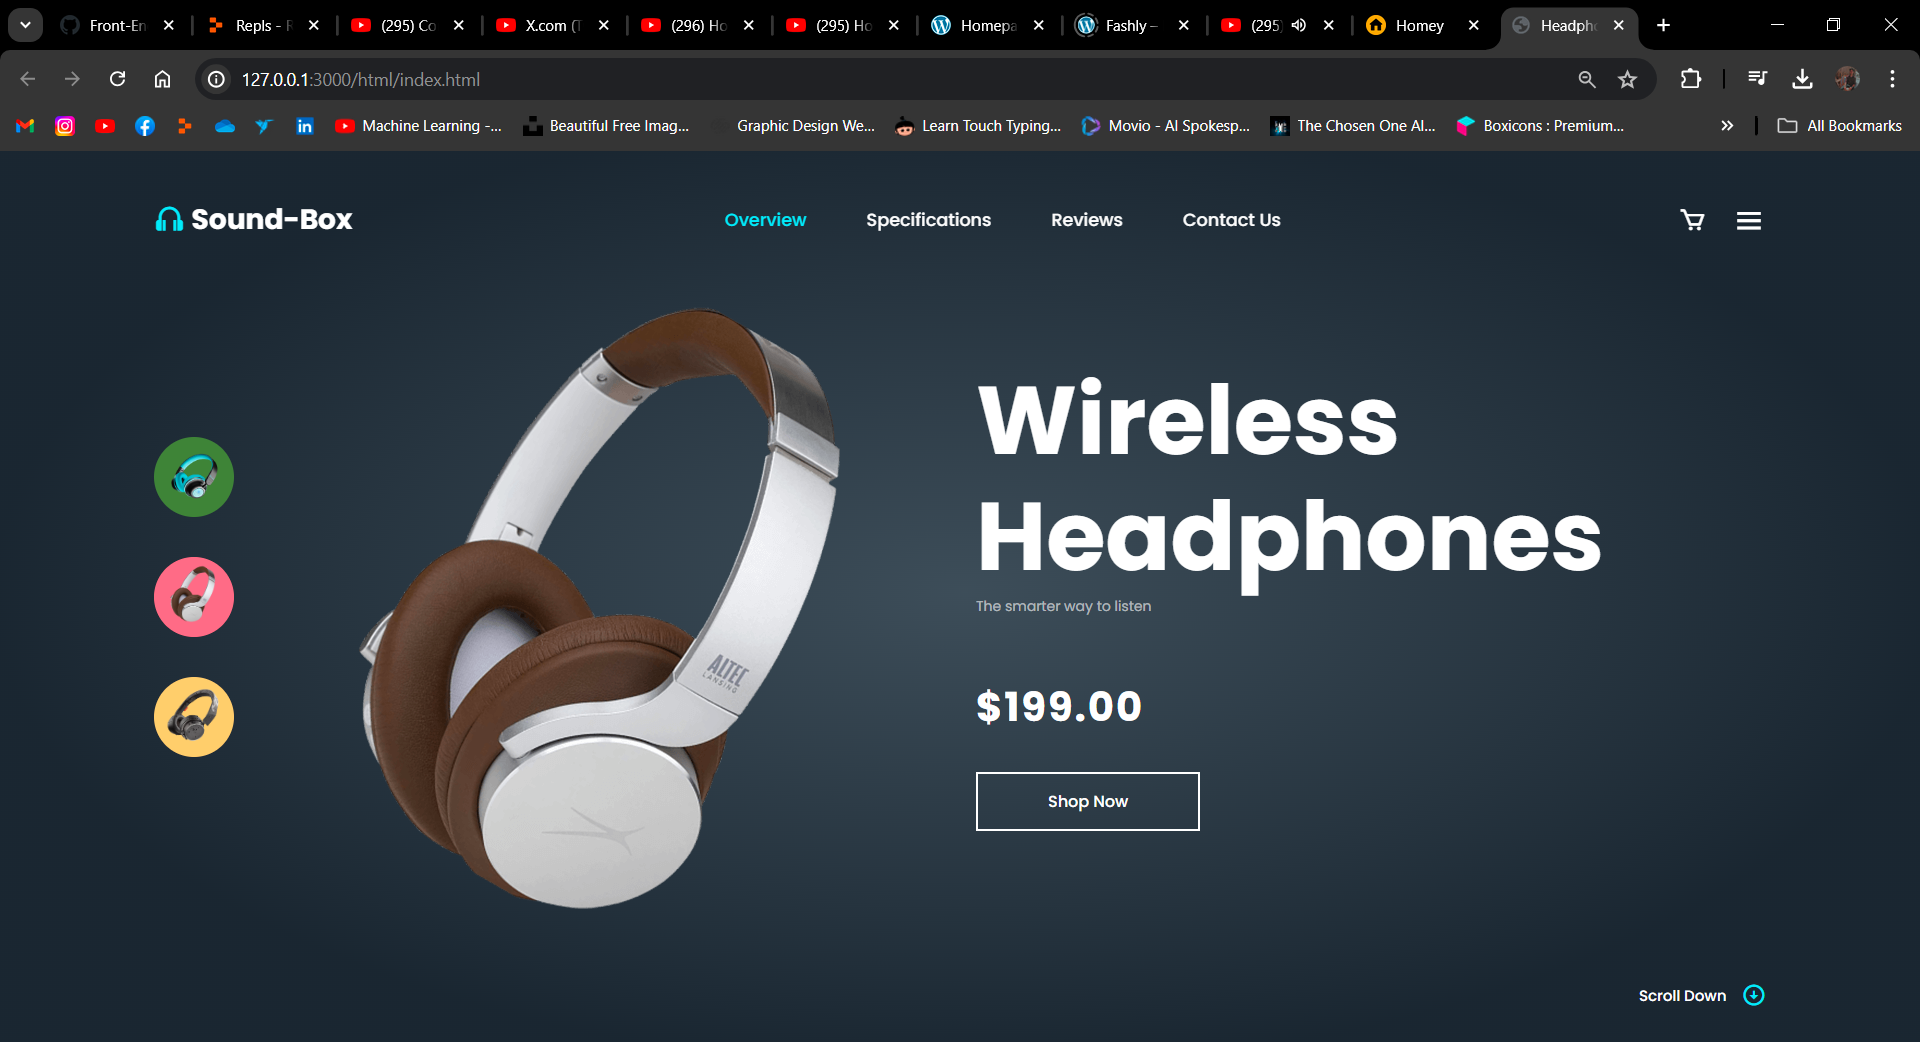 Front-En
Repls - R
(295) Co
X.com (T
(296) Ho
(295) Ho
Homepa
Fashly –
(295)
Homey
Headpho
127.0.0.1:3000/html/index.html
Machine Learning -...
Beautiful Free Imag...
Graphic Design We...
Learn Touch Typing...
Movio - AI Spokesp...
The Chosen One Al...
Boxicons : Premium...
All Bookmarks
Sound-Box
Overview
Specifications
Reviews
Contact Us
Wireless
Headphones
The smarter way to listen
ALTEC
LANSING
$199.00
Shop Now
Scroll Down